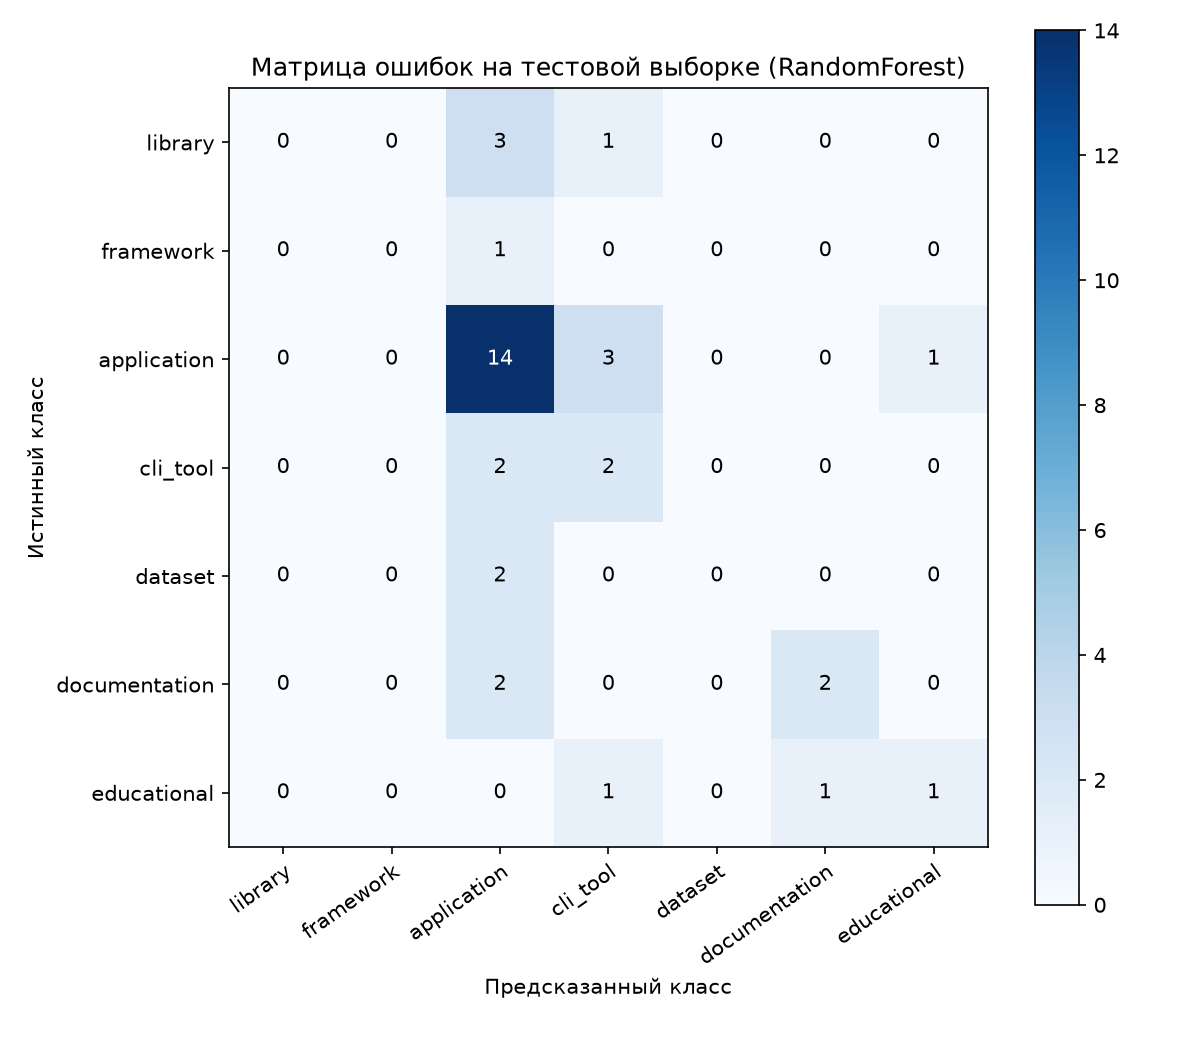 Матрица ошибок на тестовой выборке (RandomForest)
Истинный класс
library 0 0 3 1 0 0 0
framework 0 0 1 0 0 0 0
application 0 0 14 3 0 0 1
cli_tool 0 0 2 2 0 0 0
dataset 0 0 2 0 0 0 0
documentation 0 0 2 0 0 2 0
educational 0 0 0 1 0 1 1
library framework application cli_tool dataset documentation educational
Предсказанный класс
14
12
10
8
6
4
2
0